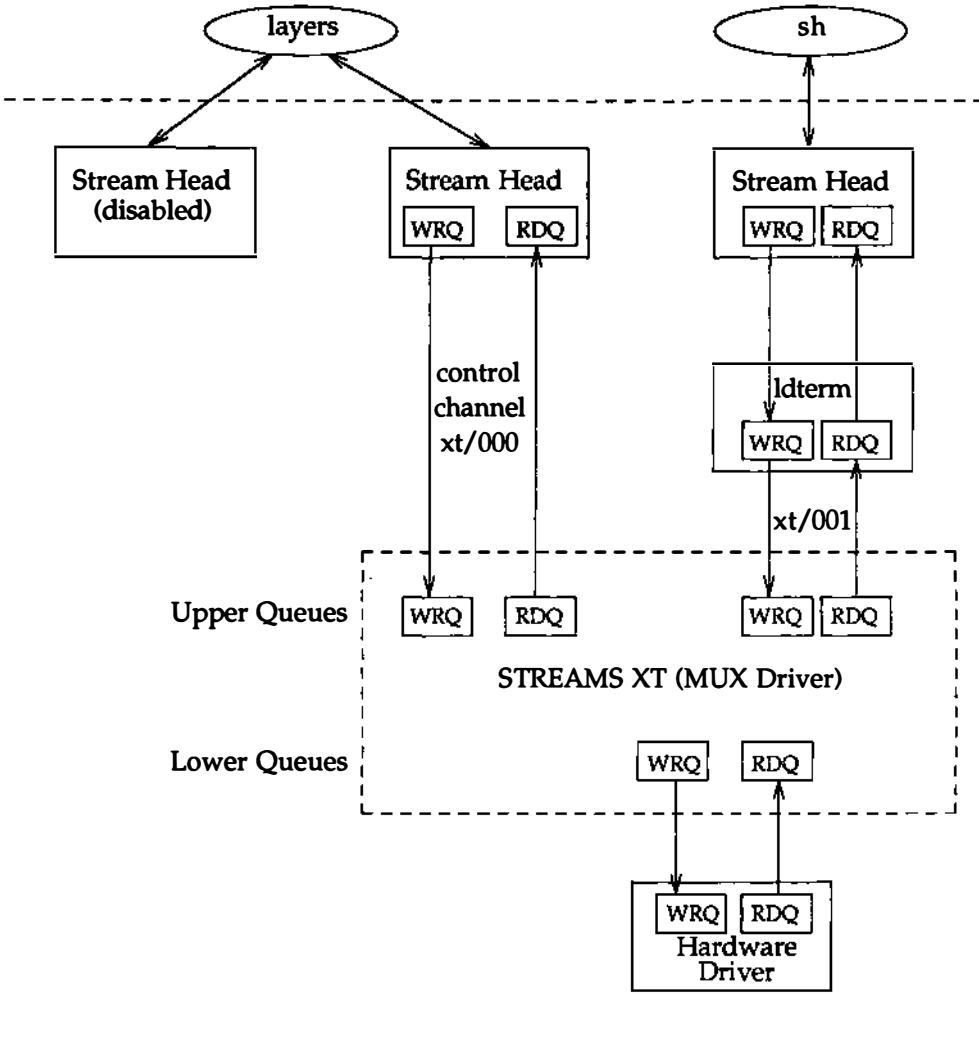 layers
sh
Stream Head
(disabled)
Stream Head
WRQ RDQ
Stream Head
WRQ RDQ
control
channel
xt/000
ldterm
WRQ RDQ
xt/001
Upper Queues
WRQ RDQ
WRQ RDQ
STREAMS XT (MUX Driver)
Lower Queues
WRQ RDQ
WRQ RDQ
Hardware
Driver